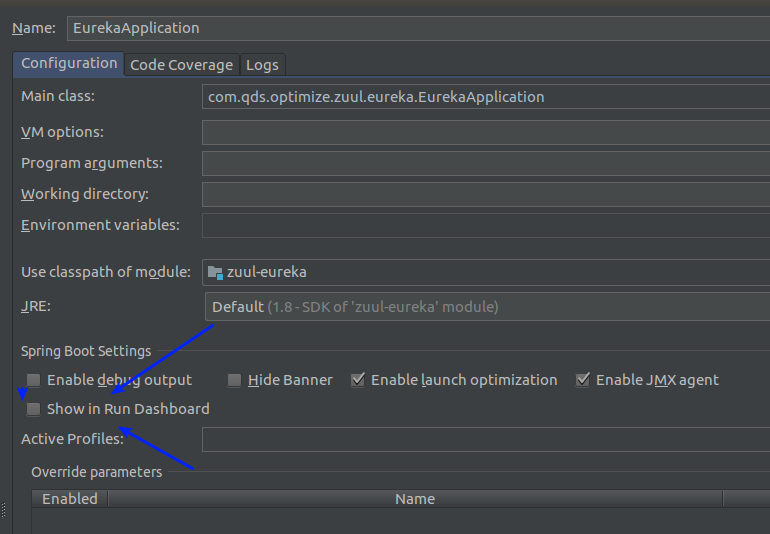 Name: EurekaApplication
Configuration Code Coverage Logs
Main class: com.qds.optimize.zuul.eureka.EurekaApplication
VM options:
Program arguments:
Working directory:
Environment variables:
Use classpath of module: zuul-eureka
JRE: Default (1.8 - SDK of 'zuul-eureka' module)
Spring Boot Settings
Enable debug output Hide Banner Enable launch optimization Enable JMX agent
Show in Run Dashboard
Active Profiles:
Override parameters
Enabled Name